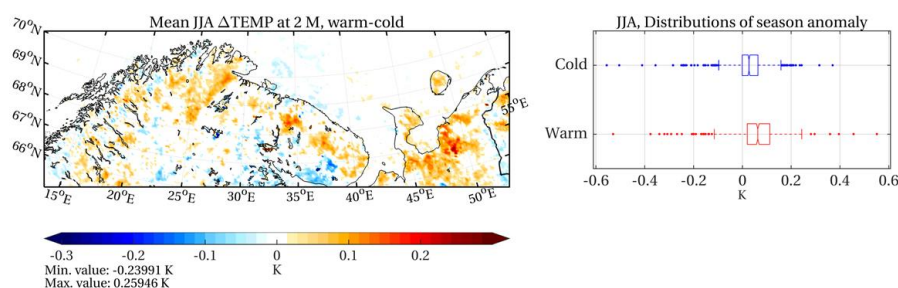 Mean JJA ΔTEMP at 2 M, warm-cold
70°N
69°N
68°N
67°N
66°N
15°E
20°E
25°E
30°E
35°E
40°E
45°E
50°E
55°E
-0.3
-0.2
-0.1
0
0.1
0.2
K
Min. value: -0.23991 K
Max. value: 0.25946 K
JJA, Distributions of season anomaly
Cold
Warm
-0.6
-0.4
-0.2
0
0.2
0.4
0.6
K